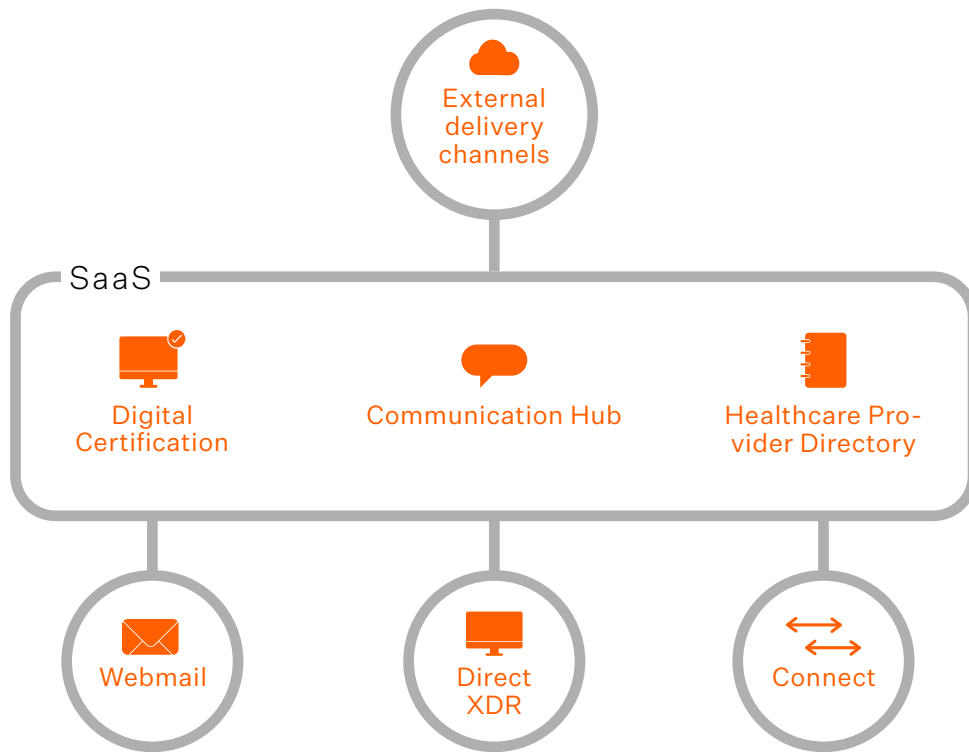 External
delivery
channels
SaaS
Digital
Certification
Communication Hub
Healthcare Pro-
vider Directory
Webmail
Direct
XDR
Connect